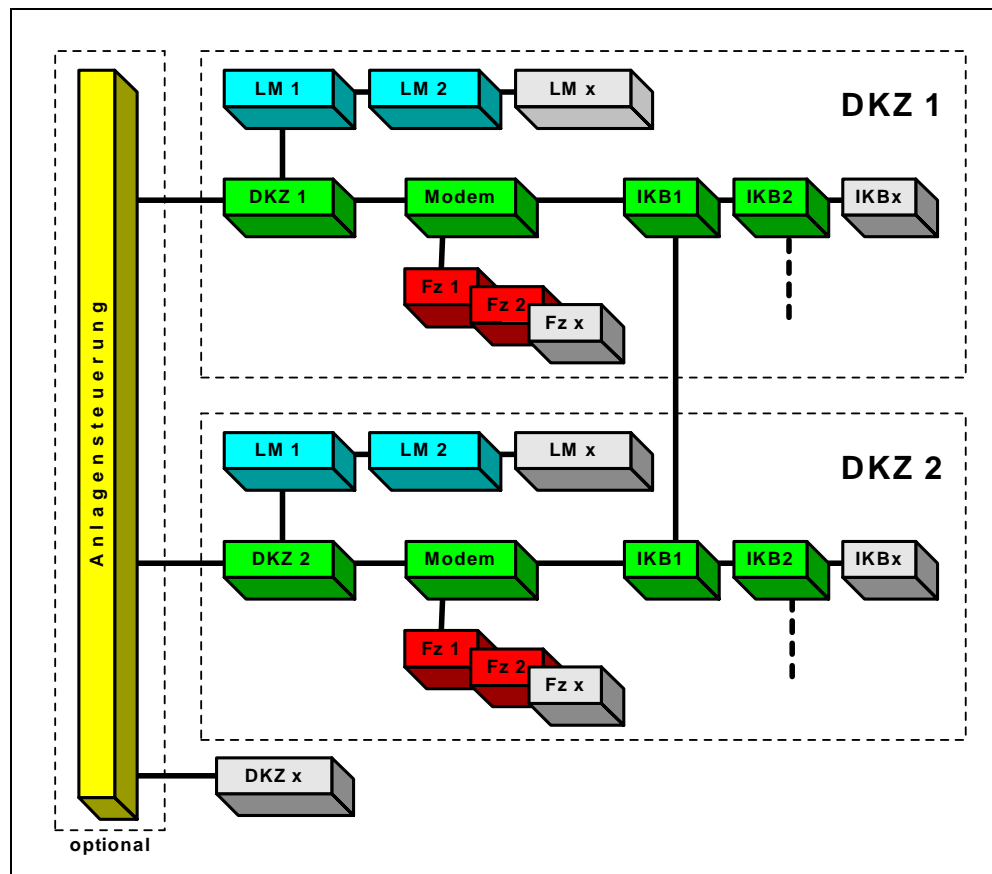 LM 1
LM 2
LM x
DKZ 1
DKZ 1
Modem
IKB1
IKB2
IKBx
Fz 1
Fz 2
Fz x
Anlagensteuerung
LM 1
LM 2
LM x
DKZ 2
DKZ 2
Modem
IKB1
IKB2
IKBx
Fz 1
Fz 2
Fz x
DKZ x
optional